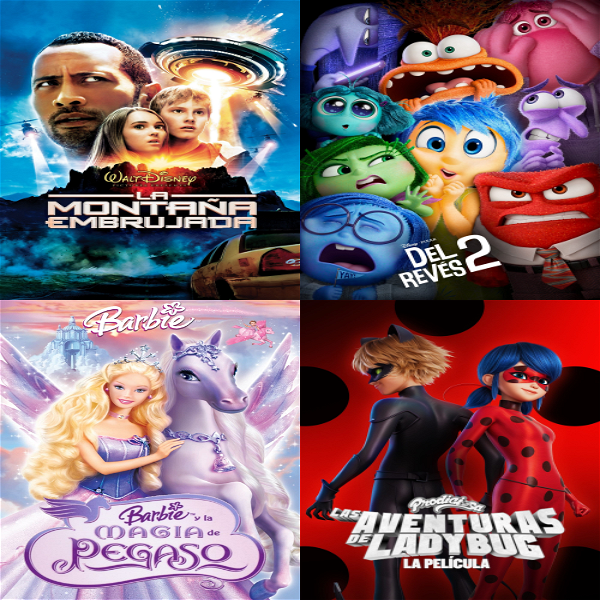 WALT DISNEY
LA
MONTAÑA
EMBRUJADA
DISNEY PIXAR
DEL
REVÉS 2
YAY!
Barbie
Barbie y la
MAGIA de
PEGASO
Prodigiosa
LAS
AVENTURAS
DE LADYBUG
LA PELÍCULA